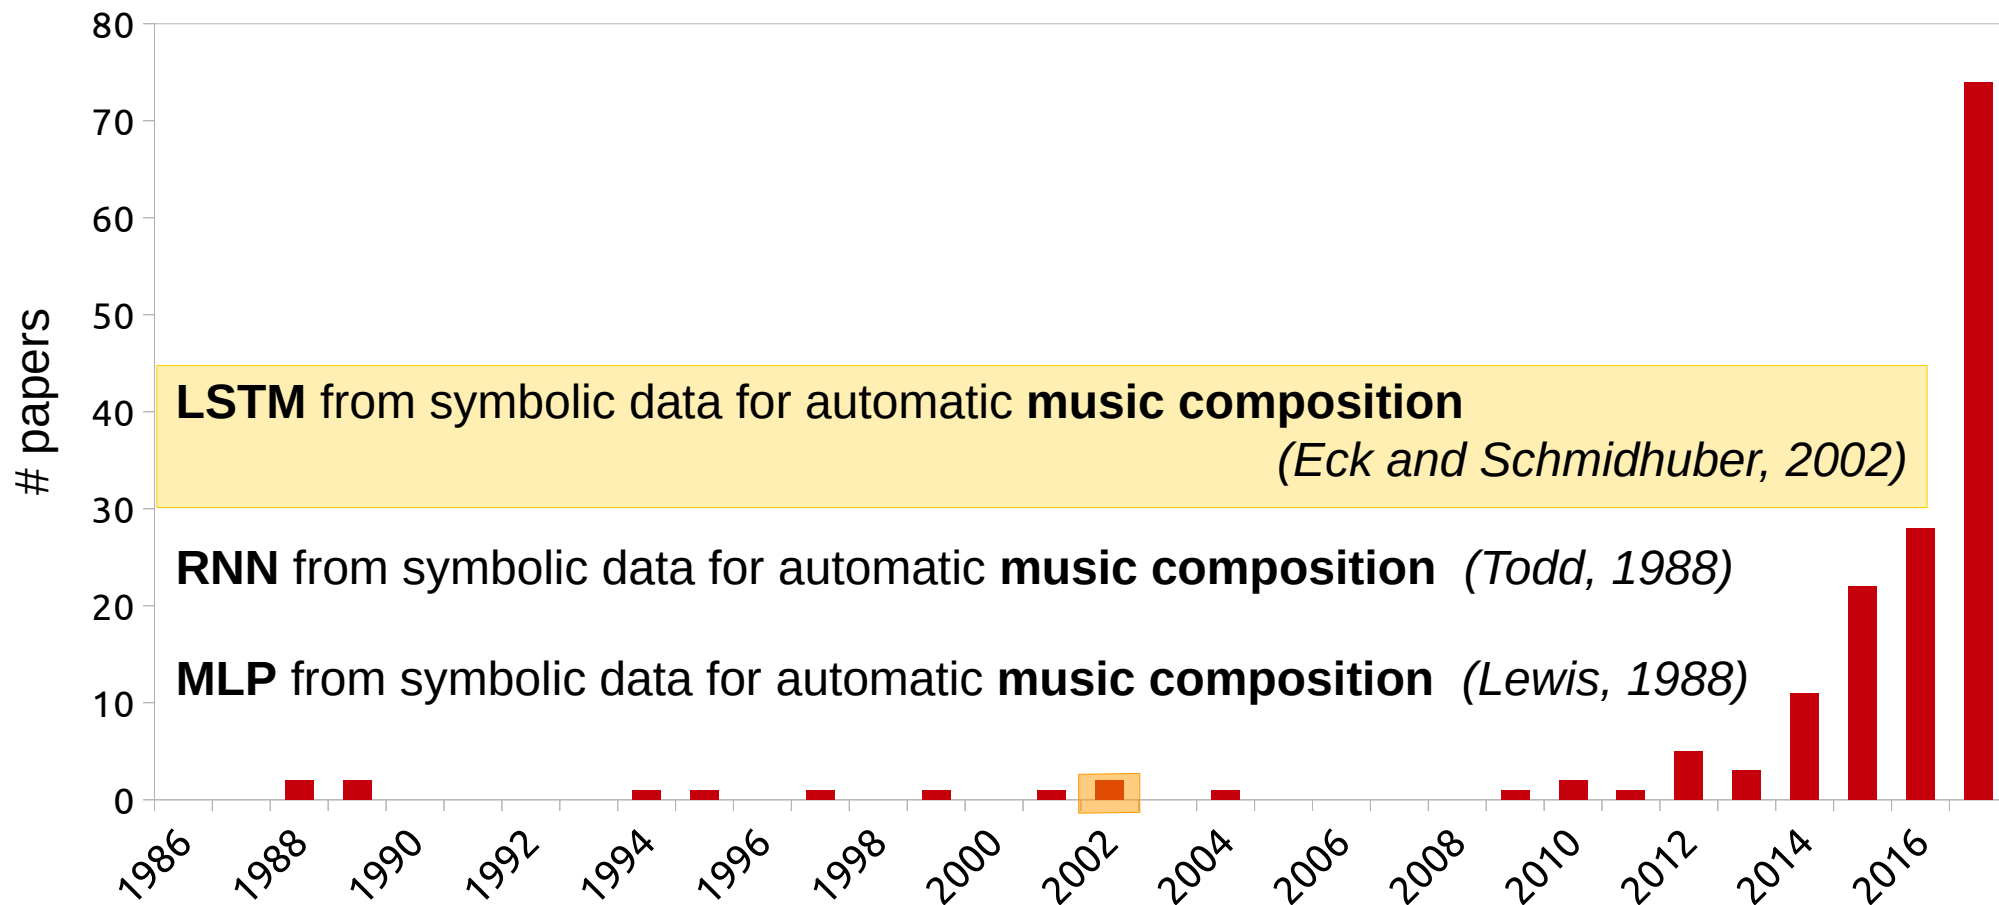 80
70
60
50
40
30
20
10
0
# papers
LSTM from symbolic data for automatic music composition
(Eck and Schmidhuber, 2002)
RNN from symbolic data for automatic music composition (Todd, 1988)
MLP from symbolic data for automatic music composition (Lewis, 1988)
1986 1988 1990 1992 1994 1996 1998 2000 2002 2004 2006 2008 2010 2012 2014 2016